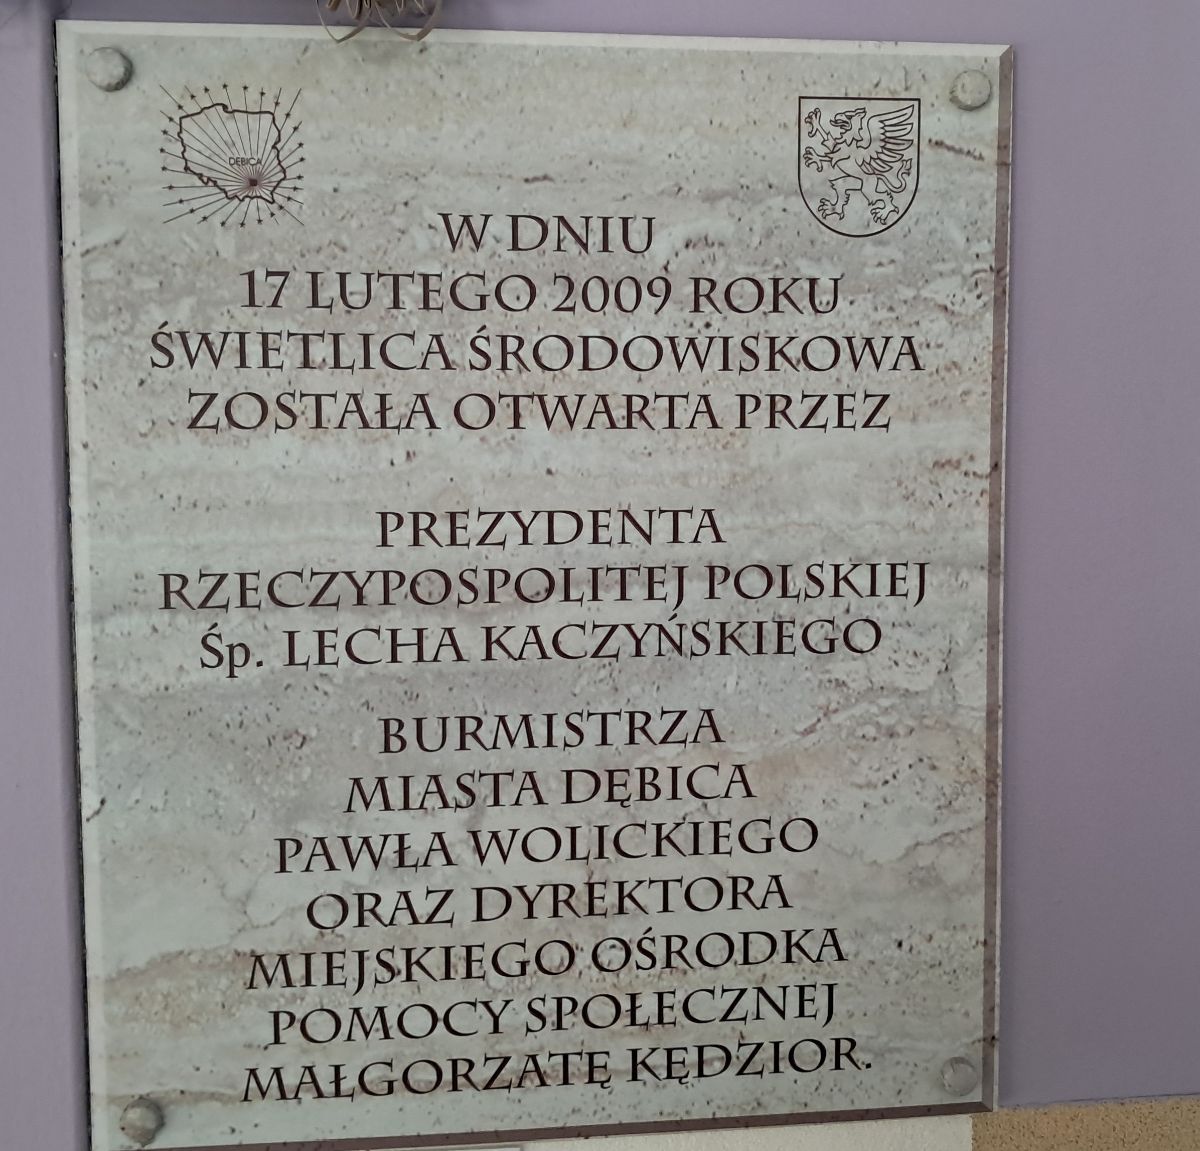 DĘBICA
W DNIU
17 LUTEGO 2009 ROKU
ŚWIETLICA ŚRODOWISKOWA
ZOSTAŁA OTWARTA PRZEZ
PREZYDENTA
RZECZYPOSPOLITEJ POLSKIEJ
Śp. LECHA KACZYŃSKIEGO
BURMISTRZA
MIASTA DĘBICA
PAWŁA WOLICKIEGO
ORAZ DYREKTORA
MIEJSKIEGO OŚRODKA
POMOCY SPOŁECZNEJ
MAŁGORZATĘ KĘDZIOR.